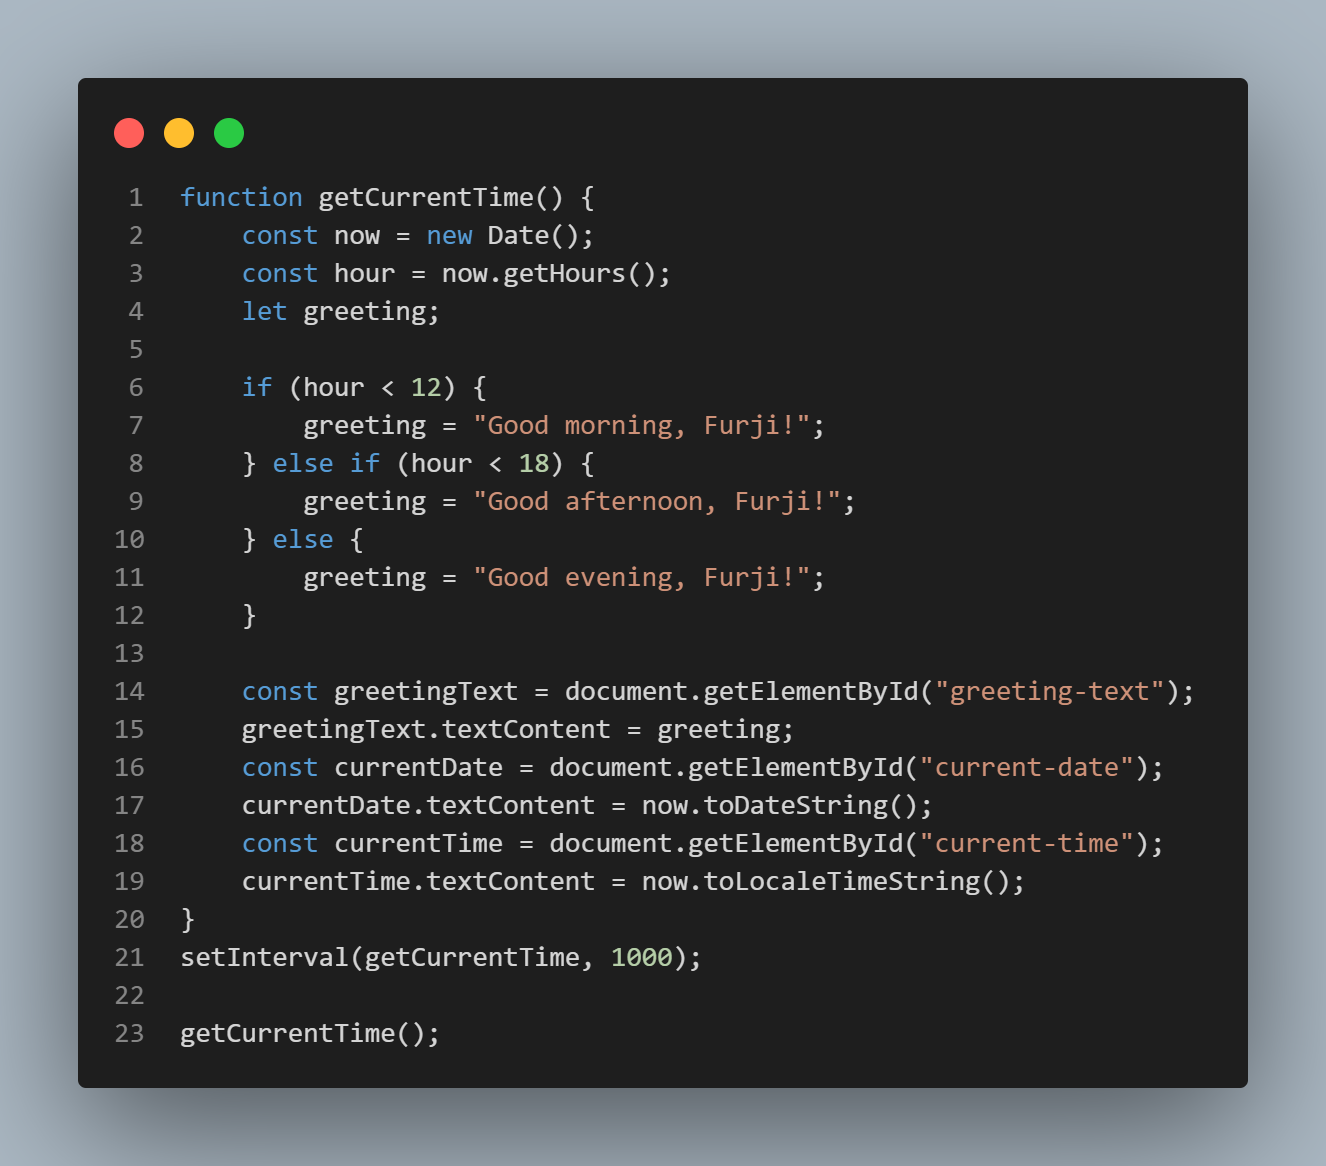 1 function getCurrentTime() {
2     const now = new Date();
3     const hour = now.getHours();
4     let greeting;
5
6     if (hour < 12) {
7         greeting = "Good morning, Furji!";
8     } else if (hour < 18) {
9         greeting = "Good afternoon, Furji!";
10     } else {
11         greeting = "Good evening, Furji!";
12     }
13
14     const greetingText = document.getElementById("greeting-text");
15     greetingText.textContent = greeting;
16     const currentDate = document.getElementById("current-date");
17     currentDate.textContent = now.toDateString();
18     const currentTime = document.getElementById("current-time");
19     currentTime.textContent = now.toLocaleTimeString();
20 }
21 setInterval(getCurrentTime, 1000);
22
23 getCurrentTime();